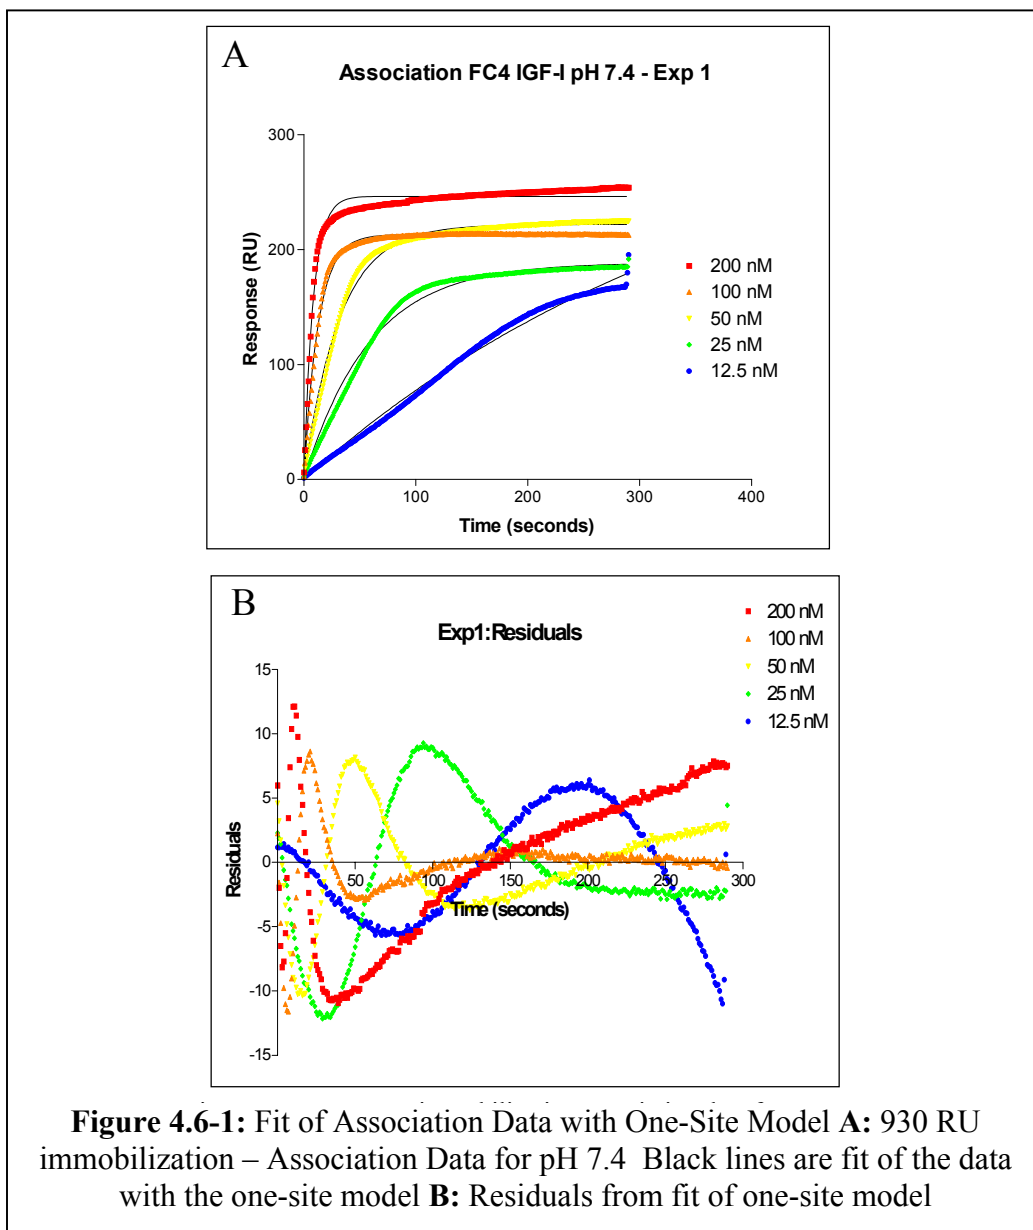 A
Association FC4 IGF-I pH 7.4 - Exp 1
300
200
100
0
Response (RU)
0 100 200 300 400
Time (seconds)
200 nM
100 nM
50 nM
25 nM
12.5 nM
B
Exp1:Residuals
200 nM
100 nM
50 nM
25 nM
12.5 nM
15
10
5
0
-5
-10
-15
Residuals
50 100 150 200 250 300
Time (seconds)
Figure 4.6-1: Fit of Association Data with One-Site Model A: 930 RU
immobilization – Association Data for pH 7.4 Black lines are fit of the data
with the one-site model B: Residuals from fit of one-site model